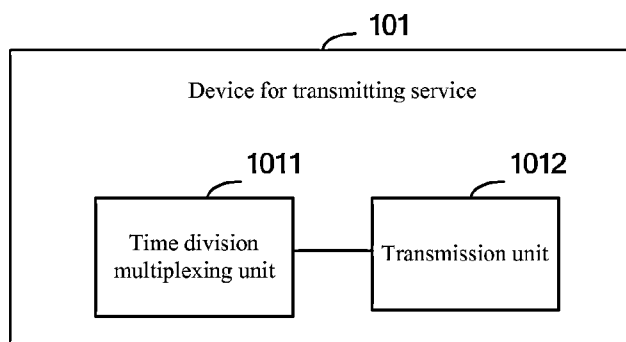 101
Device for transmitting service
1011
1012
Time division
multiplexing unit
Transmission unit